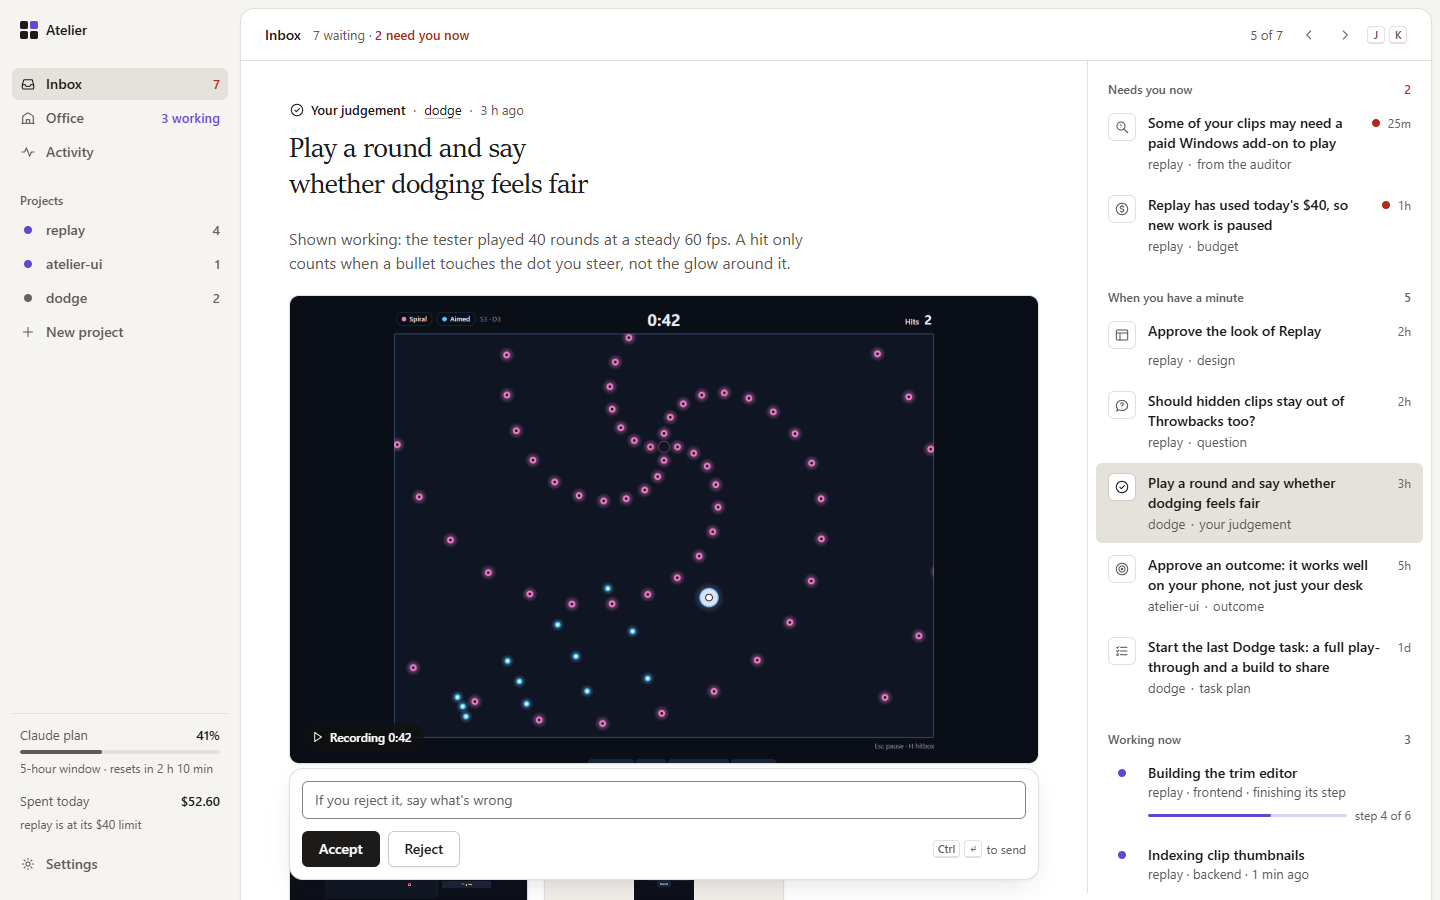 Atelier
Inbox 7
Office 3 working
Activity
Projects
replay 4
atelier-ui 1
dodge 2
New project
Claude plan 41%
5-hour window · resets in 2 h 10 min
Spent today $52.60
replay is at its $40 limit
Settings
Inbox 7 waiting · 2 need you now
5 of 7 J K
Your judgement · dodge · 3 h ago
Play a round and say
whether dodging feels fair
Shown working: the tester played 40 rounds at a steady 60 fps. A hit only
counts when a bullet touches the dot you steer, not the glow around it.
Spiral Aimed S3 · D3 0:42 Hits 2
Recording 0:42
Esc pause · H hitbox
If you reject it, say what's wrong
Accept Reject Ctrl ↵ to send
Needs you now 2
Some of your clips may need a 25m
paid Windows add-on to play
replay · from the auditor
Replay has used today's $40, so 1h
new work is paused
replay · budget
When you have a minute 5
Approve the look of Replay 2h
replay · design
Should hidden clips stay out of 2h
Throwbacks too?
replay · question
Play a round and say whether 3h
dodging feels fair
dodge · your judgement
Approve an outcome: it works well 5h
on your phone, not just your desk
atelier-ui · outcome
Start the last Dodge task: a full play- 1d
through and a build to share
dodge · task plan
Working now 3
Building the trim editor
replay · frontend · finishing its step
step 4 of 6
Indexing clip thumbnails
replay · backend · 1 min ago